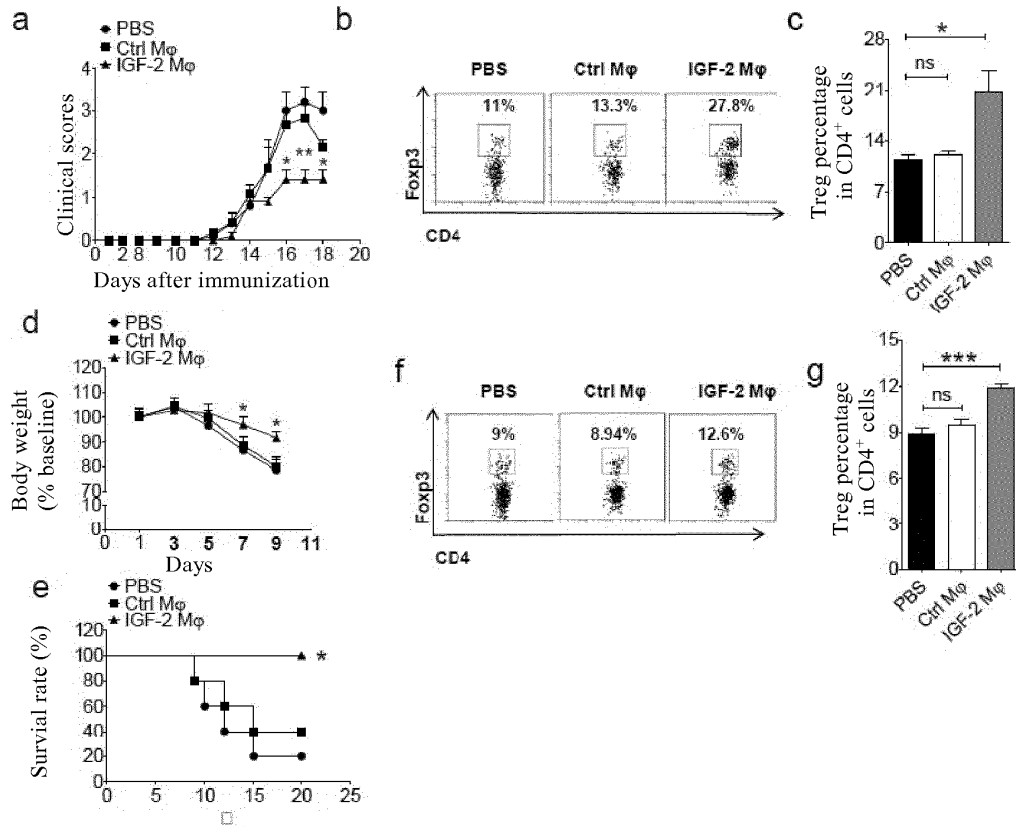 a
PBS
Ctrl Mφ
IGF-2 Mφ
Clinical scores
4
3
2
1
0
* ** *
0 2 8 10 12 14 16 18 20
Days after immunization
b
PBS Ctrl Mφ IGF-2 Mφ
11% 13.3% 27.8%
Foxp3
CD4
c
Treg percentage
in CD4+ cells
28
21
14
7
0
*
ns
PBS
Ctrl Mφ
IGF-2 Mφ
d
PBS
Ctrl Mφ
IGF-2 Mφ
Body weight
(% baseline)
120
110
100
90
80
70
10
0
* *
0 1 3 5 7 9 11
Days
e
PBS
Ctrl Mφ
IGF-2 Mφ
Survial rate (%)
120
100
80
60
40
20
0
*
0 5 10 15 20 25
f
PBS Ctrl Mφ IGF-2 Mφ
9% 8.94% 12.6%
Foxp3
CD4
g
Treg percentage
in CD4+ cells
15
12
9
6
3
0
***
ns
PBS
Ctrl Mφ
IGF-2 Mφ